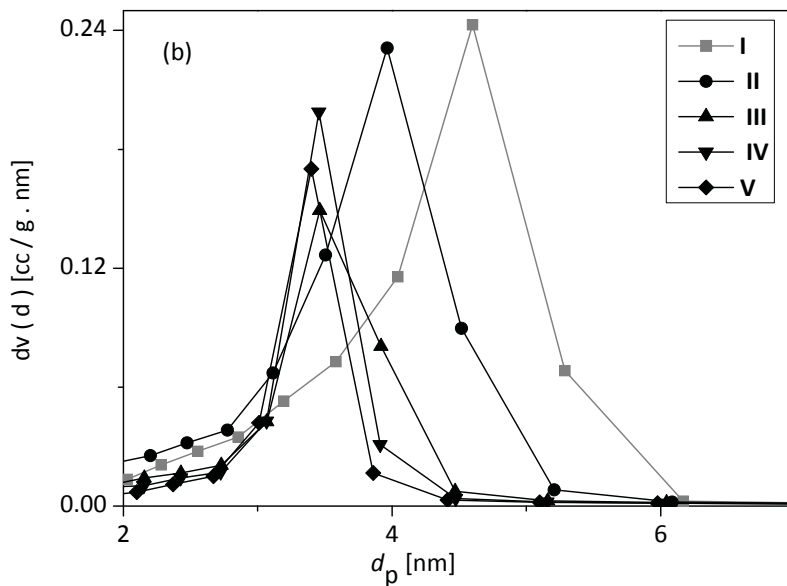 (b)
I
II
III
IV
V
0.24
0.12
0.00
dv ( d ) [cc / g . nm]
2
4
6
dp [nm]